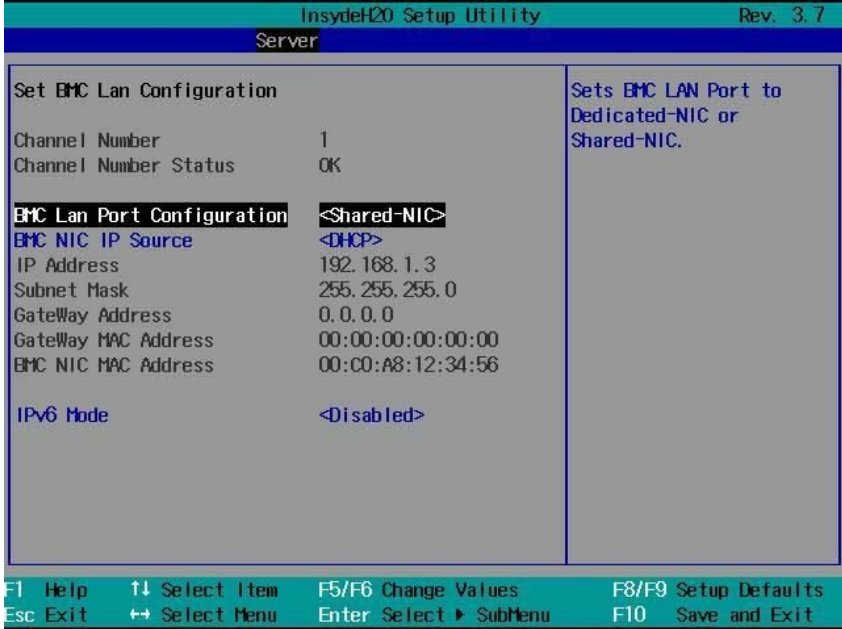 InsydeH2O Setup Utility Rev. 3.7
Server
Set BMC Lan Configuration
Channel Number 1
Channel Number Status OK
BMC Lan Port Configuration <Shared-NIC>
BMC NIC IP Source <DHCP>
IP Address 192.168.1.3
Subnet Mask 255.255.255.0
GateWay Address 0.0.0.0
GateWay MAC Address 00:00:00:00:00:00
BMC NIC MAC Address 00:C0:A8:12:34:56
IPv6 Mode <Disabled>
Sets BMC LAN Port to
Dedicated-NIC or
Shared-NIC.
F1 Help ↑↓ Select Item F5/F6 Change Values F8/F9 Setup Defaults
Esc Exit ↔ Select Menu Enter Select ▶ SubMenu F10 Save and Exit